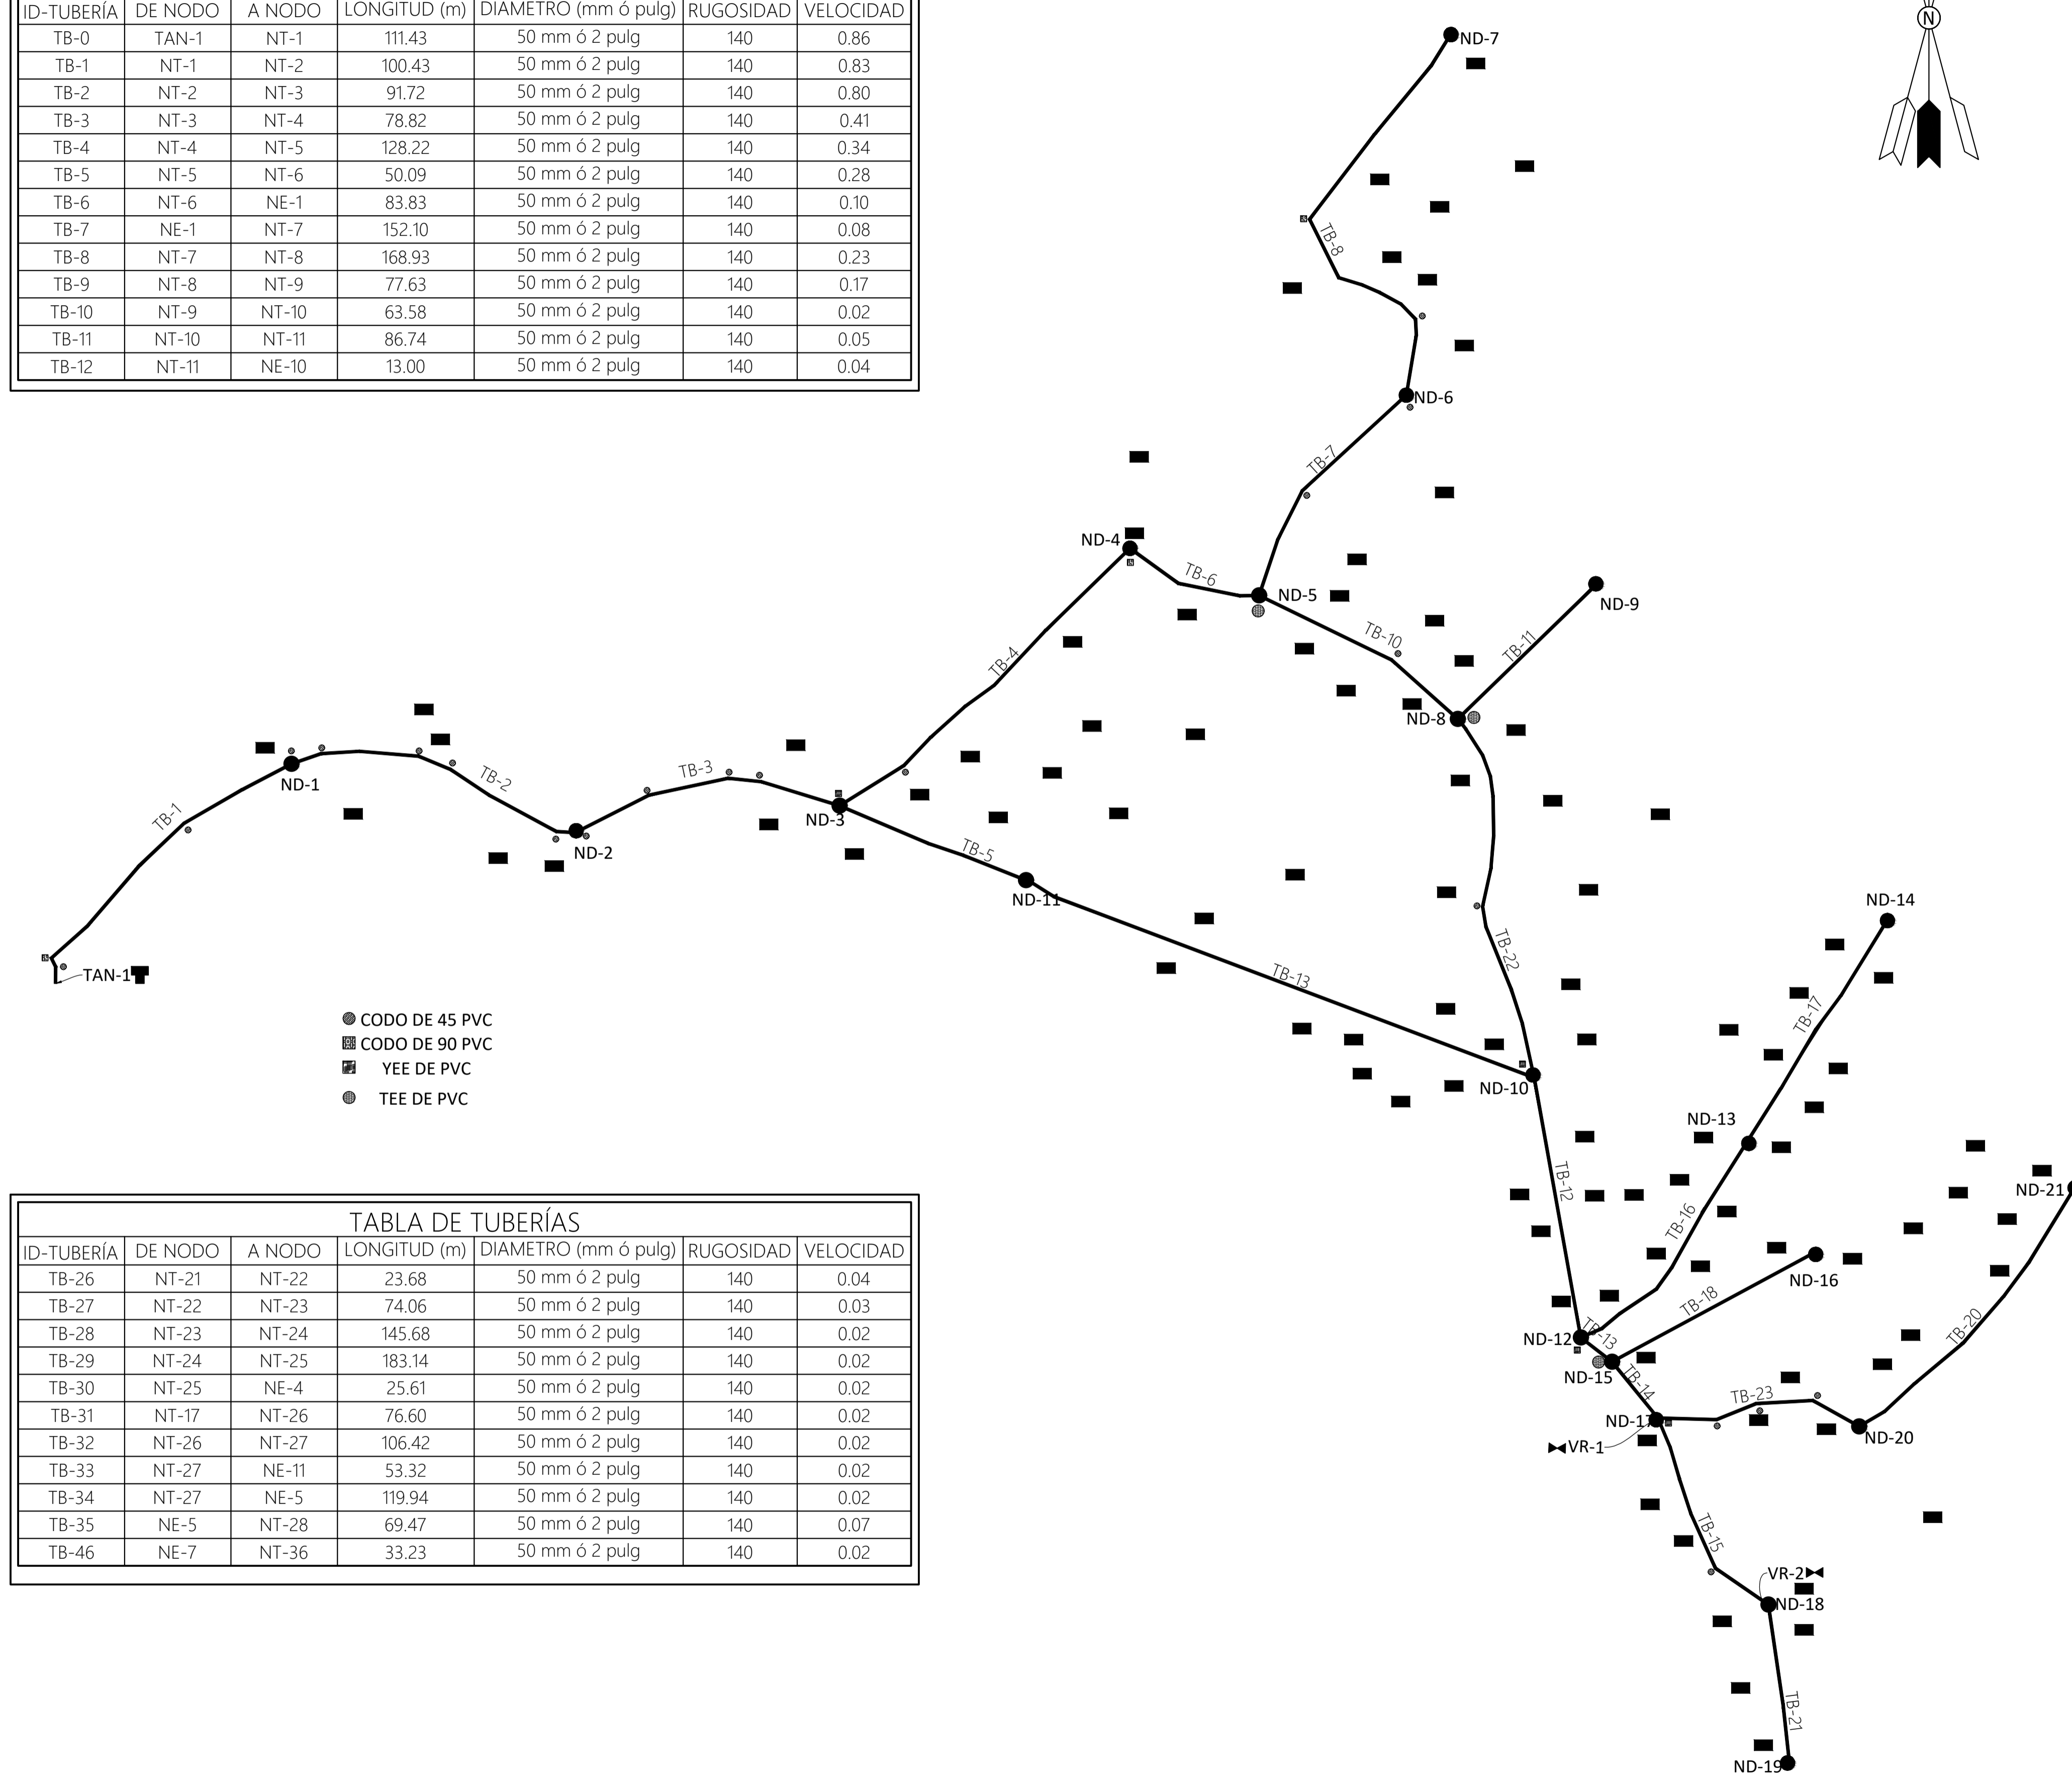 ID-TUBERÍA DE NODO A NODO LONGITUD (m) DIAMETRO (mm ó pulg) RUGOSIDAD VELOCIDAD
TB-0 TAN-1 NT-1 111.43 50 mm ó 2 pulg 140 0.86
TB-1 NT-1 NT-2 100.43 50 mm ó 2 pulg 140 0.83
TB-2 NT-2 NT-3 91.72 50 mm ó 2 pulg 140 0.80
TB-3 NT-3 NT-4 78.82 50 mm ó 2 pulg 140 0.41
TB-4 NT-4 NT-5 128.22 50 mm ó 2 pulg 140 0.34
TB-5 NT-5 NT-6 50.09 50 mm ó 2 pulg 140 0.28
TB-6 NT-6 NE-1 83.83 50 mm ó 2 pulg 140 0.10
TB-7 NE-1 NT-7 152.10 50 mm ó 2 pulg 140 0.08
TB-8 NT-7 NT-8 168.93 50 mm ó 2 pulg 140 0.23
TB-9 NT-8 NT-9 77.63 50 mm ó 2 pulg 140 0.17
TB-10 NT-9 NT-10 63.58 50 mm ó 2 pulg 140 0.02
TB-11 NT-10 NT-11 86.74 50 mm ó 2 pulg 140 0.05
TB-12 NT-11 NE-10 13.00 50 mm ó 2 pulg 140 0.04
N
ND-7
TB-8
ND-6
TB-7
ND-4
TB-6
ND-5
ND-9
TB-10
TB-11
TB-4
ND-8
TB-3
TB-2
ND-1
TB-1
ND-3
ND-2
TB-5
ND-11
ND-14
TB-22
TAN-1
TB-13
TB-17
CODO DE 45 PVC
CODO DE 90 PVC
YEE DE PVC
TEE DE PVC
ND-10
ND-13
TB-12
ND-21
TB-16
ND-16
TB-18
TB-20
ND-12
TB-13
ND-15
TB-14
TB-23
ND-17
ND-20
VR-1
TB-15
VR-2
ND-18
TB-21
ND-19
TABLA DE TUBERÍAS
ID-TUBERÍA DE NODO A NODO LONGITUD (m) DIAMETRO (mm ó pulg) RUGOSIDAD VELOCIDAD
TB-26 NT-21 NT-22 23.68 50 mm ó 2 pulg 140 0.04
TB-27 NT-22 NT-23 74.06 50 mm ó 2 pulg 140 0.03
TB-28 NT-23 NT-24 145.68 50 mm ó 2 pulg 140 0.02
TB-29 NT-24 NT-25 183.14 50 mm ó 2 pulg 140 0.02
TB-30 NT-25 NE-4 25.61 50 mm ó 2 pulg 140 0.02
TB-31 NT-17 NT-26 76.60 50 mm ó 2 pulg 140 0.02
TB-32 NT-26 NT-27 106.42 50 mm ó 2 pulg 140 0.02
TB-33 NT-27 NE-11 53.32 50 mm ó 2 pulg 140 0.02
TB-34 NT-27 NE-5 119.94 50 mm ó 2 pulg 140 0.02
TB-35 NE-5 NT-28 69.47 50 mm ó 2 pulg 140 0.07
TB-46 NE-7 NT-36 33.23 50 mm ó 2 pulg 140 0.02